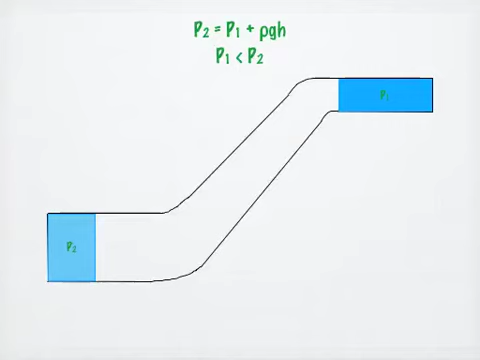 P₂ = P₁ + ρgh
P₁ < P₂
P₁
P₂